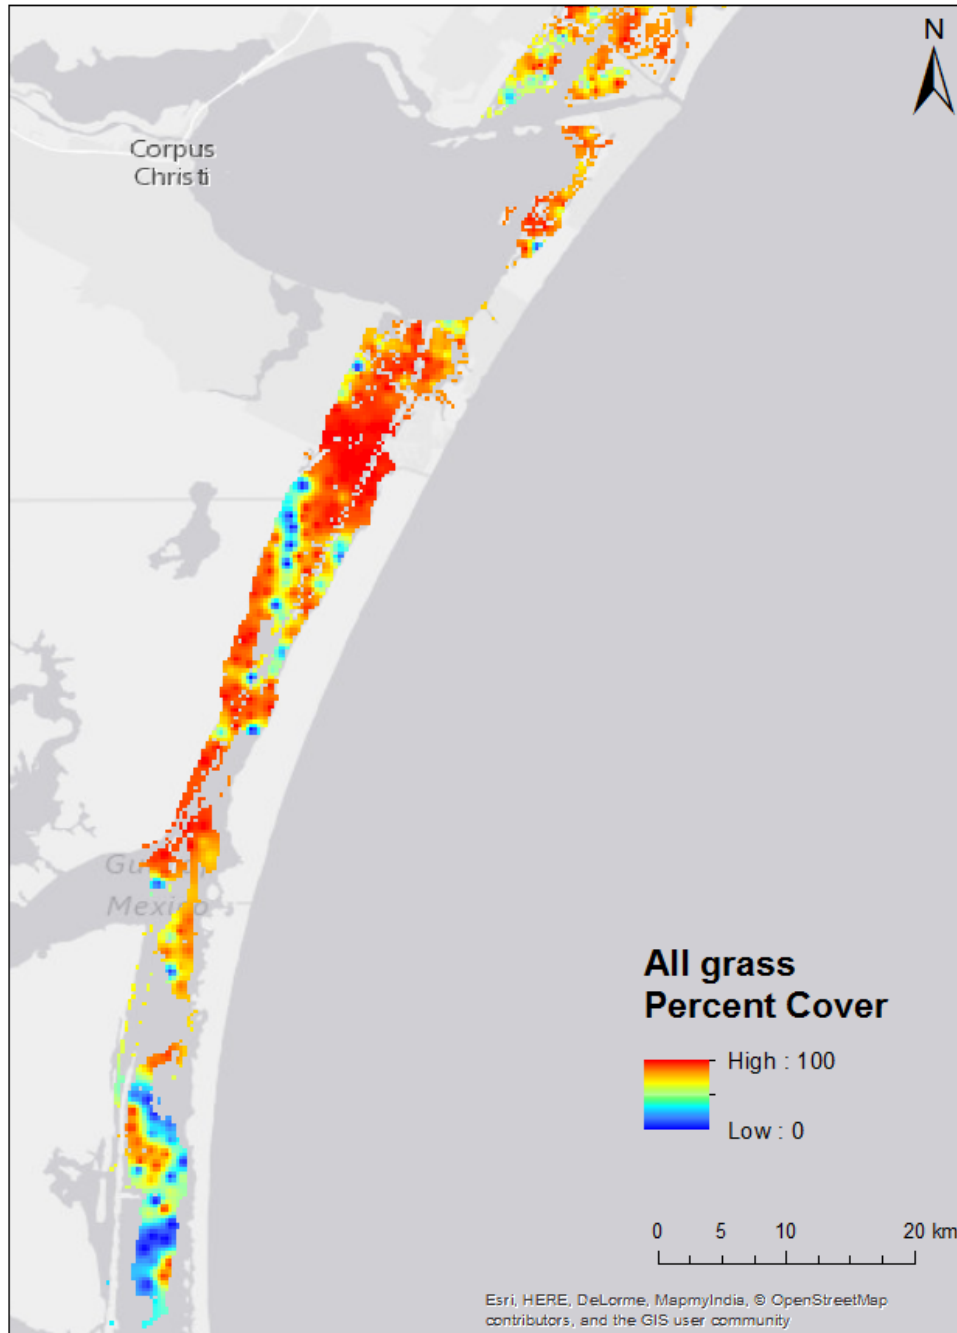 N
Corpus
Christi
Mexico
All grass
Percent Cover
High : 100
Low : 0
0 5 10 20 km
Esri, HERE, DeLorme, MapmyIndia, © OpenStreetMap
contributors, and the GIS user community